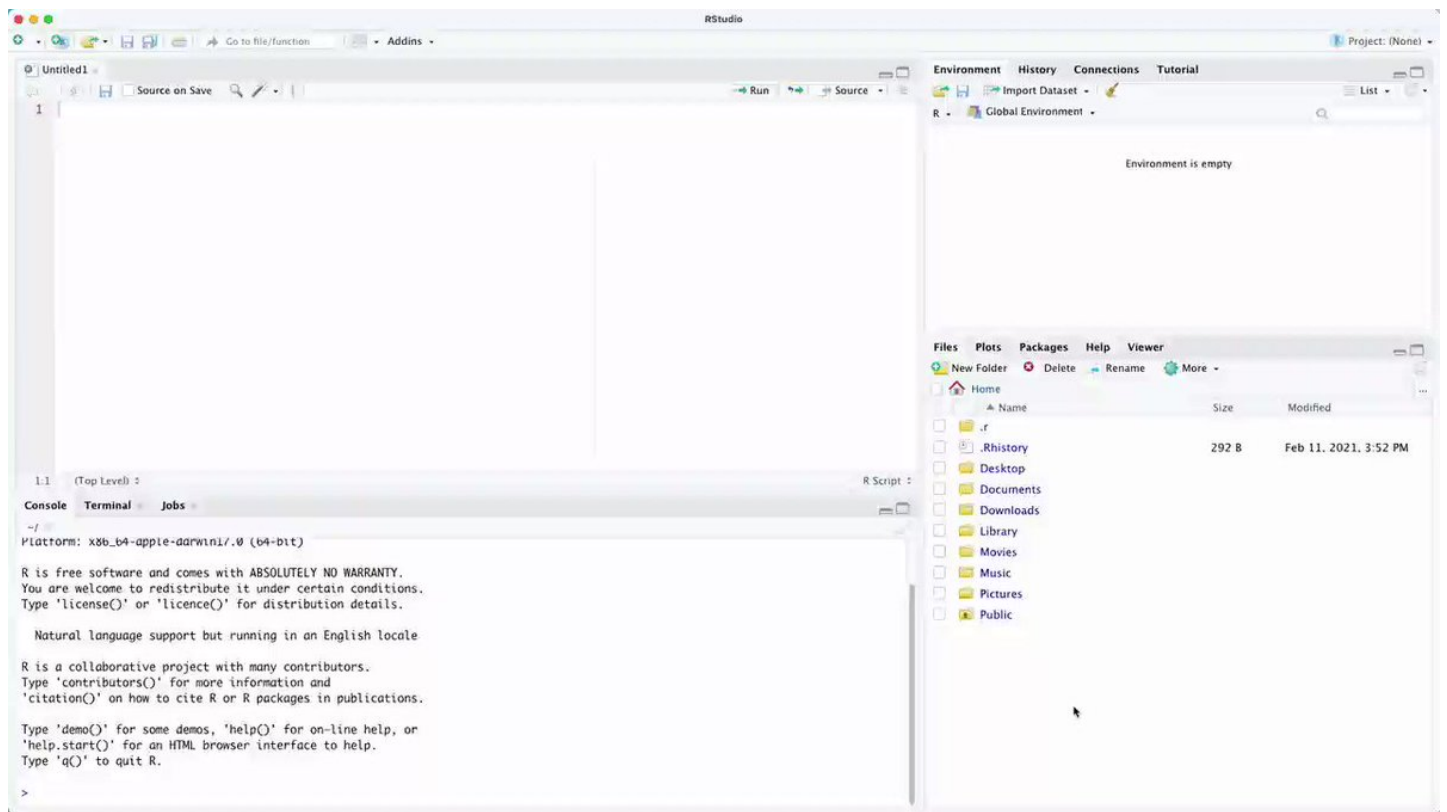 RStudio
Go to file/function Addins Project: (None)
Untitled1
Source on Save Run Source
1
1:1 (Top Level) R Script
Console Terminal Jobs
~/
Platform: x86_64-apple-darwin17.0 (64-bit)
R is free software and comes with ABSOLUTELY NO WARRANTY.
You are welcome to redistribute it under certain conditions.
Type 'license()' or 'licence()' for distribution details.
Natural language support but running in an English locale
R is a collaborative project with many contributors.
Type 'contributors()' for more information and
'citation()' on how to cite R or R packages in publications.
Type 'demo()' for some demos, 'help()' for on-line help, or
'help.start()' for an HTML browser interface to help.
Type 'q()' to quit R.
>
Environment History Connections Tutorial
Import Dataset List
R Global Environment
Environment is empty
Files Plots Packages Help Viewer
New Folder Delete Rename More
Home ...
Name Size Modified
.r
.Rhistory 292 B Feb 11, 2021, 3:52 PM
Desktop
Documents
Downloads
Library
Movies
Music
Pictures
Public